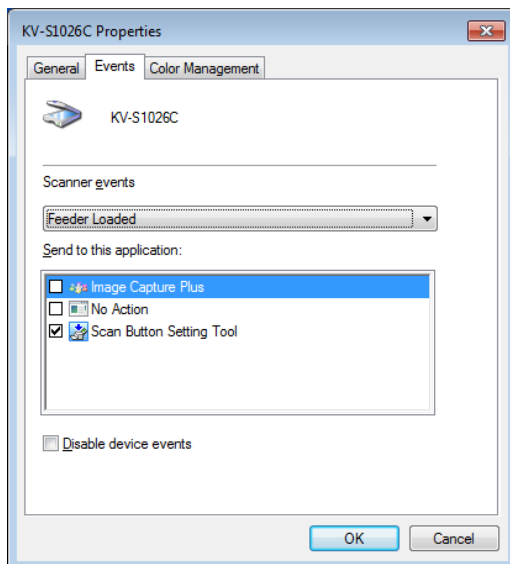 KV-S1026C Properties
General Events Color Management
KV-S1026C
Scanner events
Feeder Loaded
Send to this application:
Image Capture Plus
No Action
Scan Button Setting Tool
Disable device events
OK Cancel